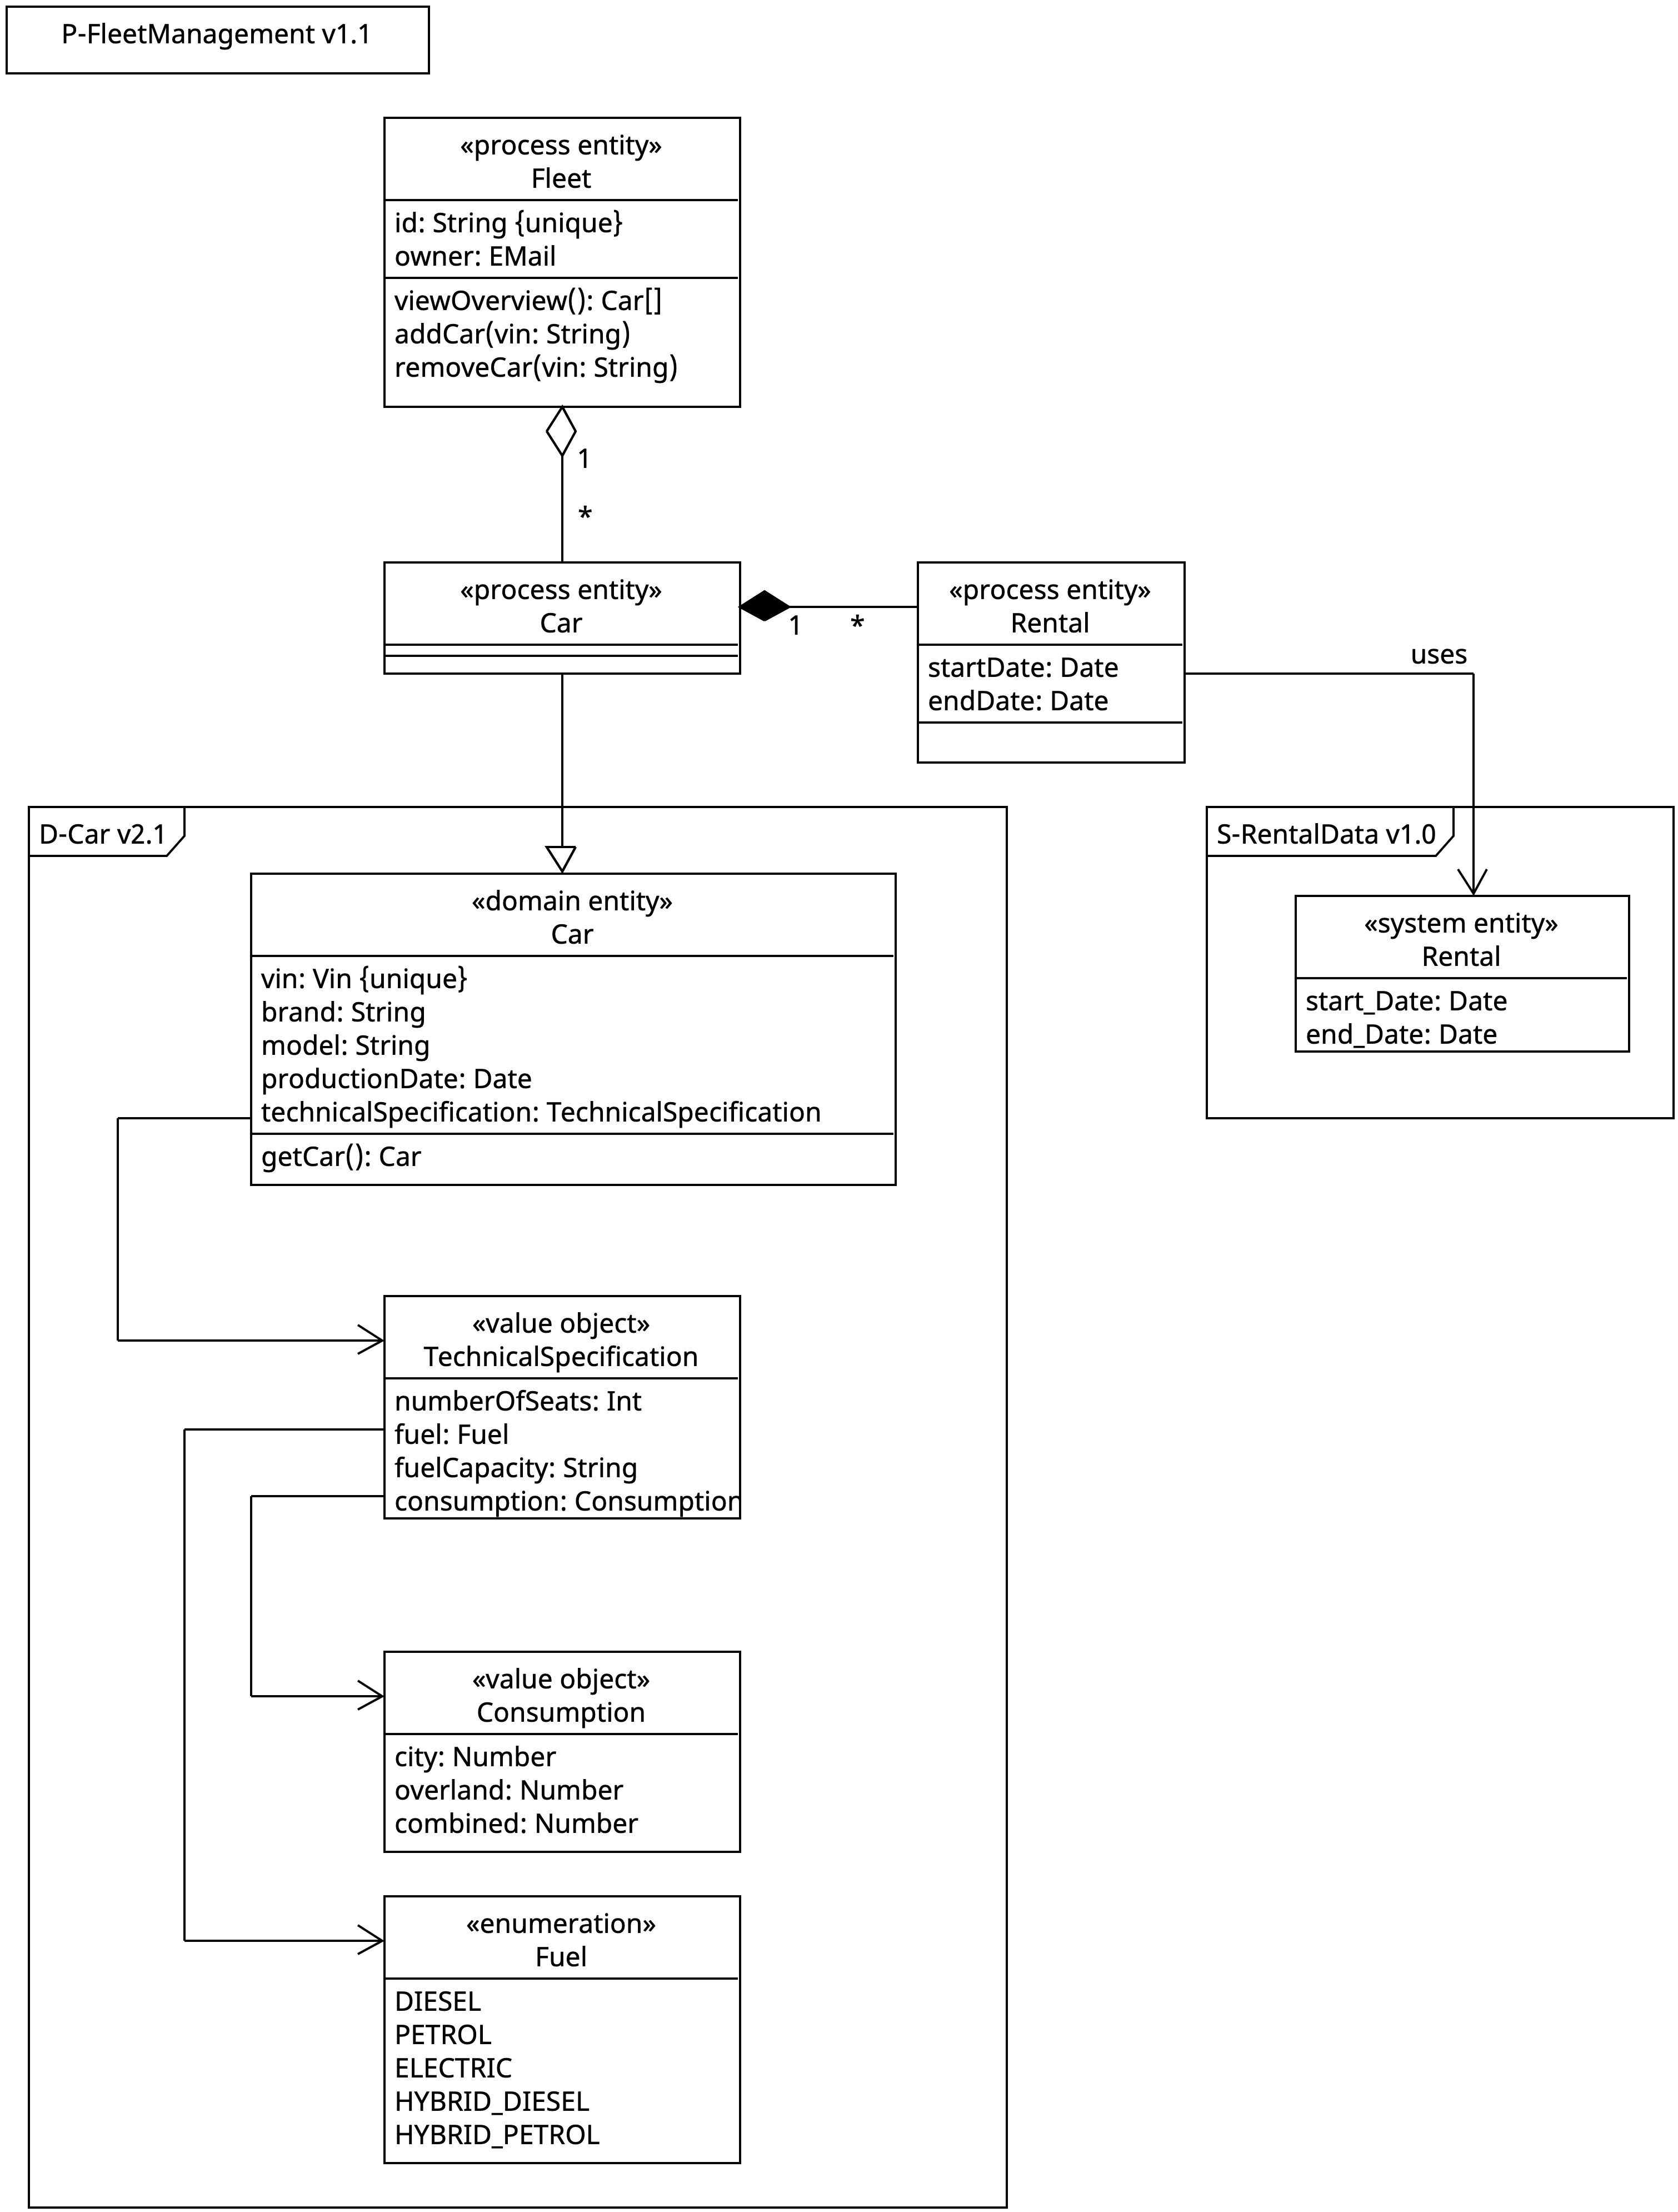 P-FleetManagement v1.1
«process entity»
Fleet
id: String {unique}
owner: EMail
viewOverview(): Car[]
addCar(vin: String)
removeCar(vin: String)
1
*
«process entity»
Car
1
*
«process entity»
Rental
startDate: Date
endDate: Date
uses
D-Car v2.1
«domain entity»
Car
vin: Vin {unique}
brand: String
model: String
productionDate: Date
technicalSpecification: TechnicalSpecification
getCar(): Car
S-RentalData v1.0
«system entity»
Rental
start_Date: Date
end_Date: Date
«value object»
TechnicalSpecification
numberOfSeats: Int
fuel: Fuel
fuelCapacity: String
consumption: Consumption
«value object»
Consumption
city: Number
overland: Number
combined: Number
«enumeration»
Fuel
DIESEL
PETROL
ELECTRIC
HYBRID_DIESEL
HYBRID_PETROL